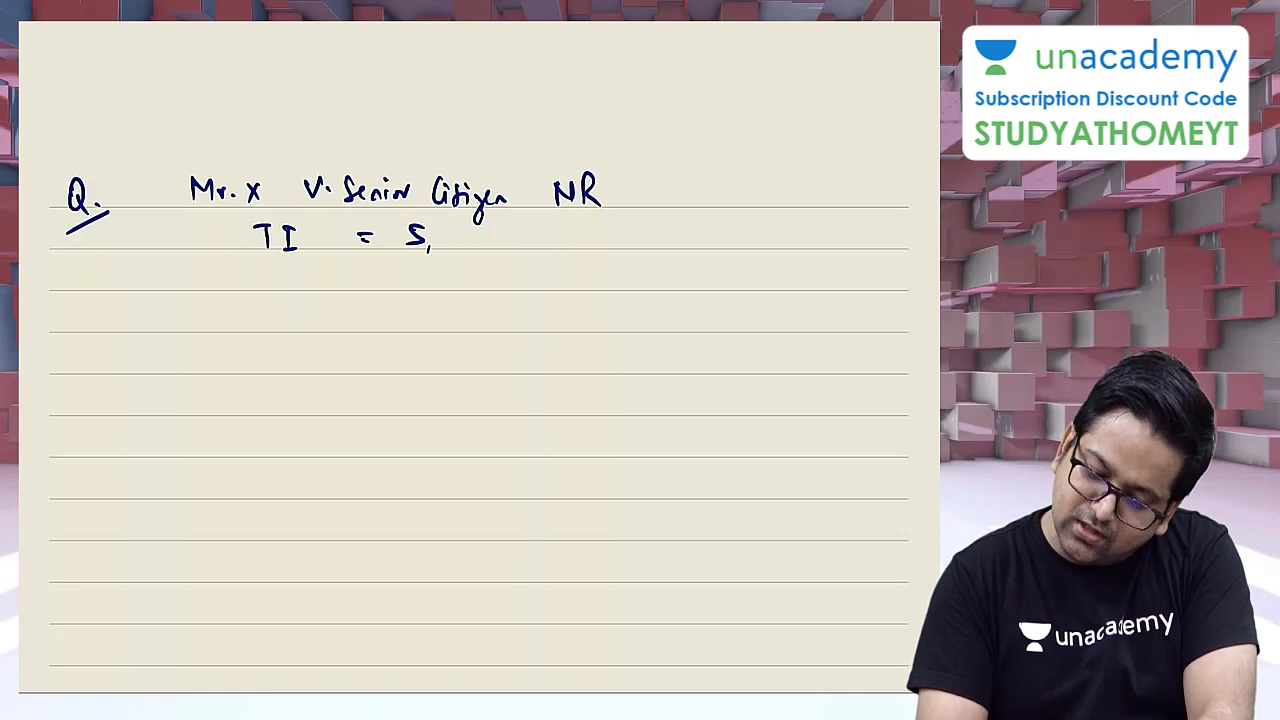 unacademy
Subscription Discount Code
STUDYATHOMEYT
Q. Mr. X V. Senior Citizen NR
TI = 5,
unacademy